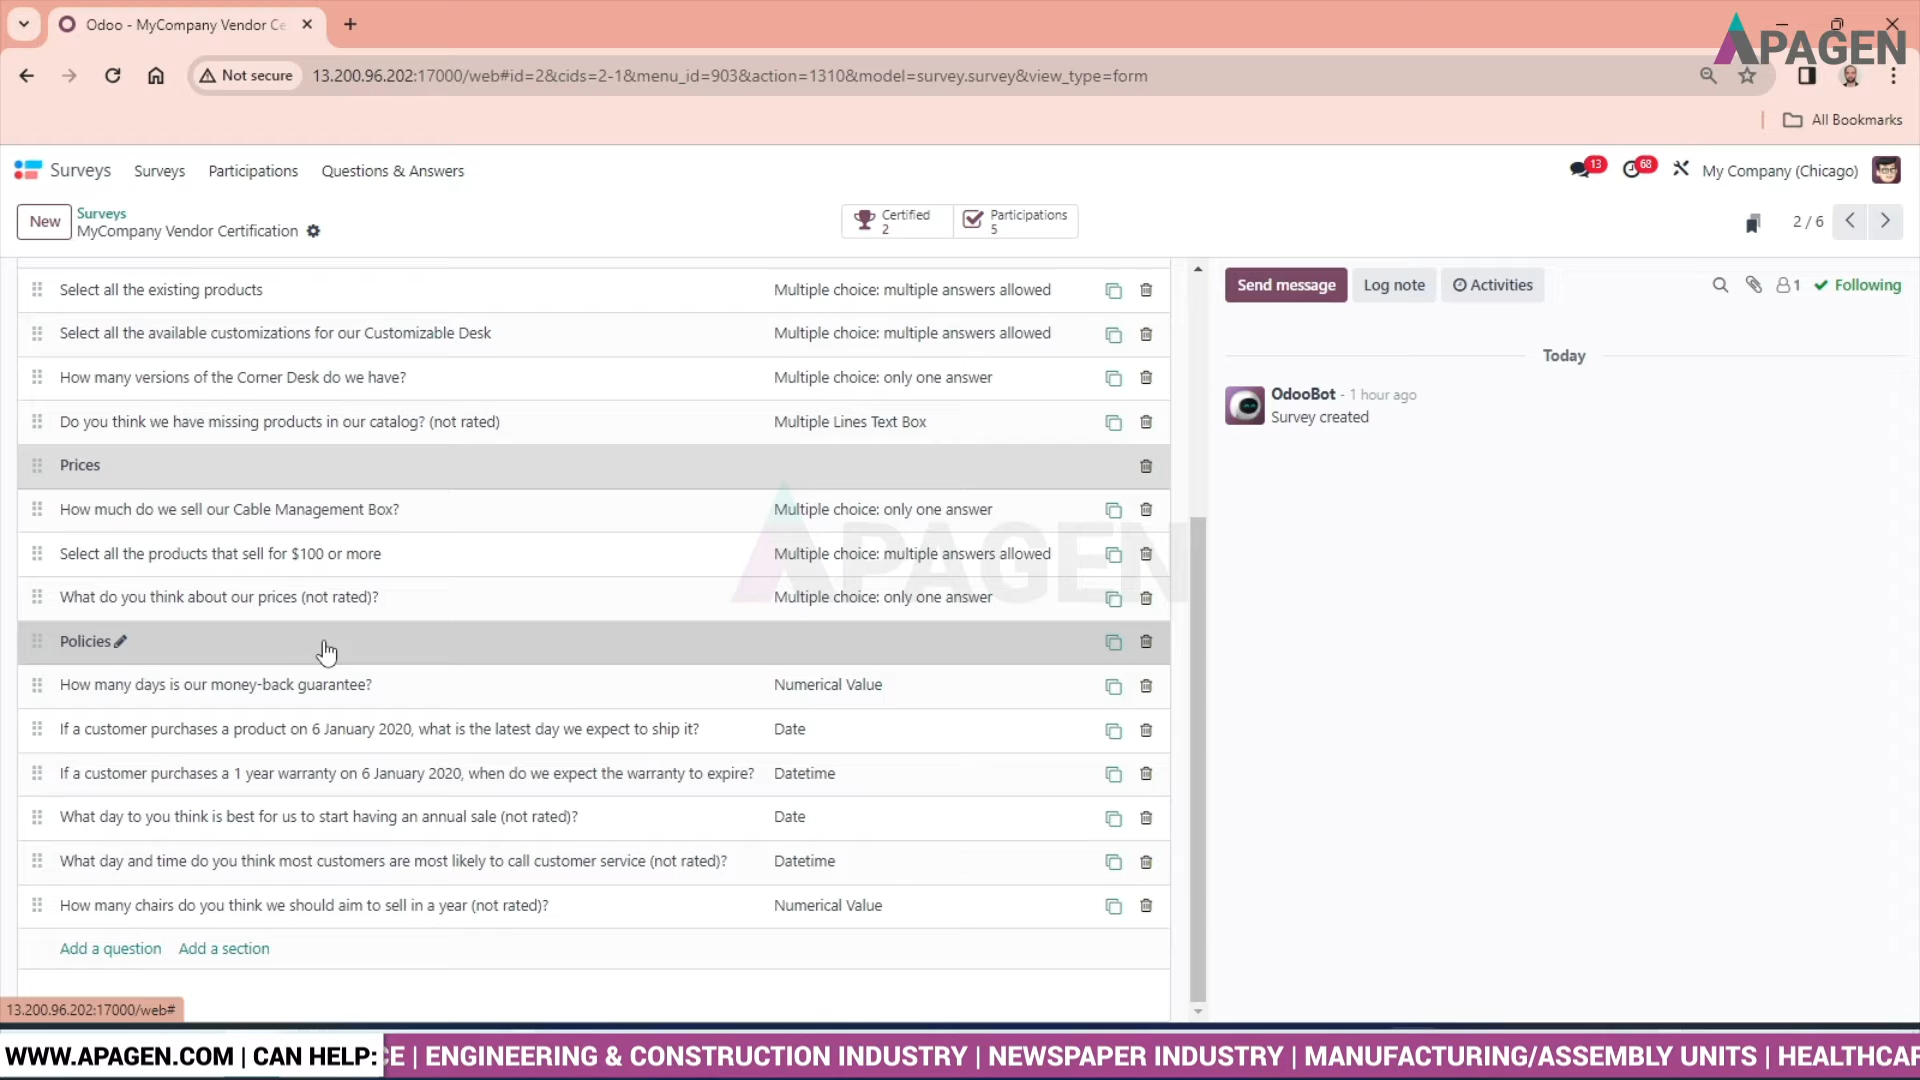 Odoo - MyCompany Vendor Ce
APAGEN
Not secure
13.200.96.202:17000/web#id=2&cids=2-1&menu_id=903&action=1310&model=survey.survey&view_type=form
All Bookmarks
Surveys
Surveys
Participations
Questions & Answers
13
68
My Company (Chicago)
New
Surveys
MyCompany Vendor Certification
Certified
2
Participations
5
2 / 6
Select all the existing products
Multiple choice: multiple answers allowed
Select all the available customizations for our Customizable Desk
Multiple choice: multiple answers allowed
How many versions of the Corner Desk do we have?
Multiple choice: only one answer
Do you think we have missing products in our catalog? (not rated)
Multiple Lines Text Box
Prices
How much do we sell our Cable Management Box?
Multiple choice: only one answer
Select all the products that sell for $100 or more
Multiple choice: multiple answers allowed
What do you think about our prices (not rated)?
Multiple choice: only one answer
APAGEN
Policies
How many days is our money-back guarantee?
Numerical Value
If a customer purchases a product on 6 January 2020, what is the latest day we expect to ship it?
Date
If a customer purchases a 1 year warranty on 6 January 2020, when do we expect the warranty to expire?
Datetime
What day to you think is best for us to start having an annual sale (not rated)?
Date
What day and time do you think most customers are most likely to call customer service (not rated)?
Datetime
How many chairs do you think we should aim to sell in a year (not rated)?
Numerical Value
Add a question
Add a section
Send message
Log note
Activities
1
Following
Today
OdooBot - 1 hour ago
Survey created
13.200.96.202:17000/web#
WWW.APAGEN.COM | CAN HELP:
CE | ENGINEERING & CONSTRUCTION INDUSTRY | NEWSPAPER INDUSTRY | MANUFACTURING/ASSEMBLY UNITS | HEALTHCAR